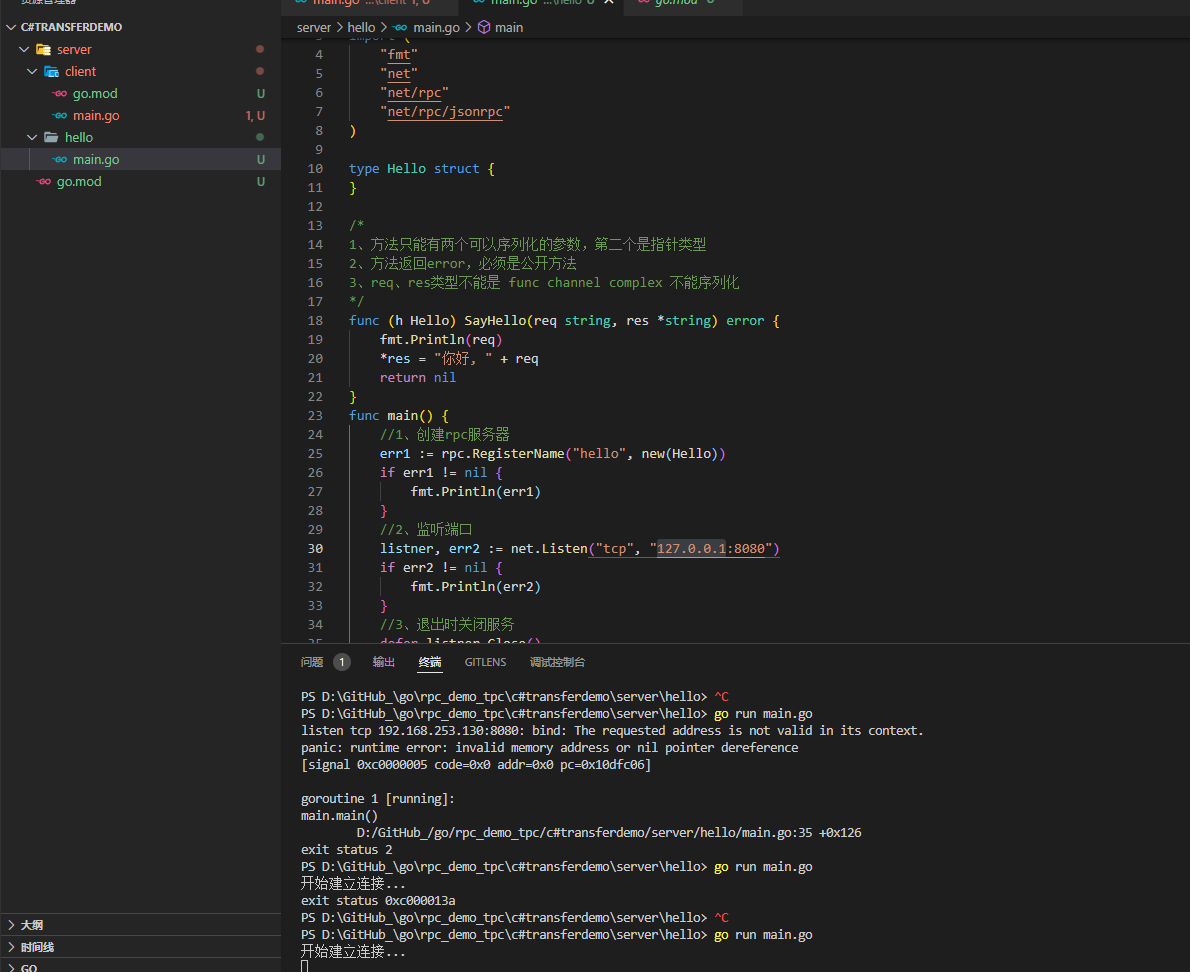 资源管理器
C#TRANSFERDEMO
server
client
go.mod
main.go 1, U
hello
main.go U
go.mod U
大纲
时间线
GO
main.go ...\client 1, U
main.go ...\hello U
go.mod U
server > hello > main.go > main
3 import (
4 "fmt"
5 "net"
6 "net/rpc"
7 "net/rpc/jsonrpc"
8 )
9
10 type Hello struct {
11 }
12
13 /*
14 1、方法只能有两个可以序列化的参数，第二个是指针类型
15 2、方法返回error，必须是公开方法
16 3、req、res类型不能是 func channel complex 不能序列化
17 */
18 func (h Hello) SayHello(req string, res *string) error {
19 fmt.Println(req)
20 *res = "你好, " + req
21 return nil
22 }
23 func main() {
24 //1、创建rpc服务器
25 err1 := rpc.RegisterName("hello", new(Hello))
26 if err1 != nil {
27 fmt.Println(err1)
28 }
29 //2、监听端口
30 listner, err2 := net.Listen("tcp", "127.0.0.1:8080")
31 if err2 != nil {
32 fmt.Println(err2)
33 }
34 //3、退出时关闭服务
35 defer listner.Close()
问题 1 输出 终端 GITLENS 调试控制台
PS D:\GitHub_\go\rpc_demo_tpc\c#transferdemo\server\hello> ^C
PS D:\GitHub_\go\rpc_demo_tpc\c#transferdemo\server\hello> go run main.go
listen tcp 192.168.253.130:8080: bind: The requested address is not valid in its context.
panic: runtime error: invalid memory address or nil pointer dereference
[signal 0xc0000005 code=0x0 addr=0x0 pc=0x10dfc06]

goroutine 1 [running]:
main.main()
D:/GitHub_/go/rpc_demo_tpc/c#transferdemo/server/hello/main.go:35 +0x126
exit status 2
PS D:\GitHub_\go\rpc_demo_tpc\c#transferdemo\server\hello> go run main.go
开始建立连接...
exit status 0xc000013a
PS D:\GitHub_\go\rpc_demo_tpc\c#transferdemo\server\hello> ^C
PS D:\GitHub_\go\rpc_demo_tpc\c#transferdemo\server\hello> go run main.go
开始建立连接...